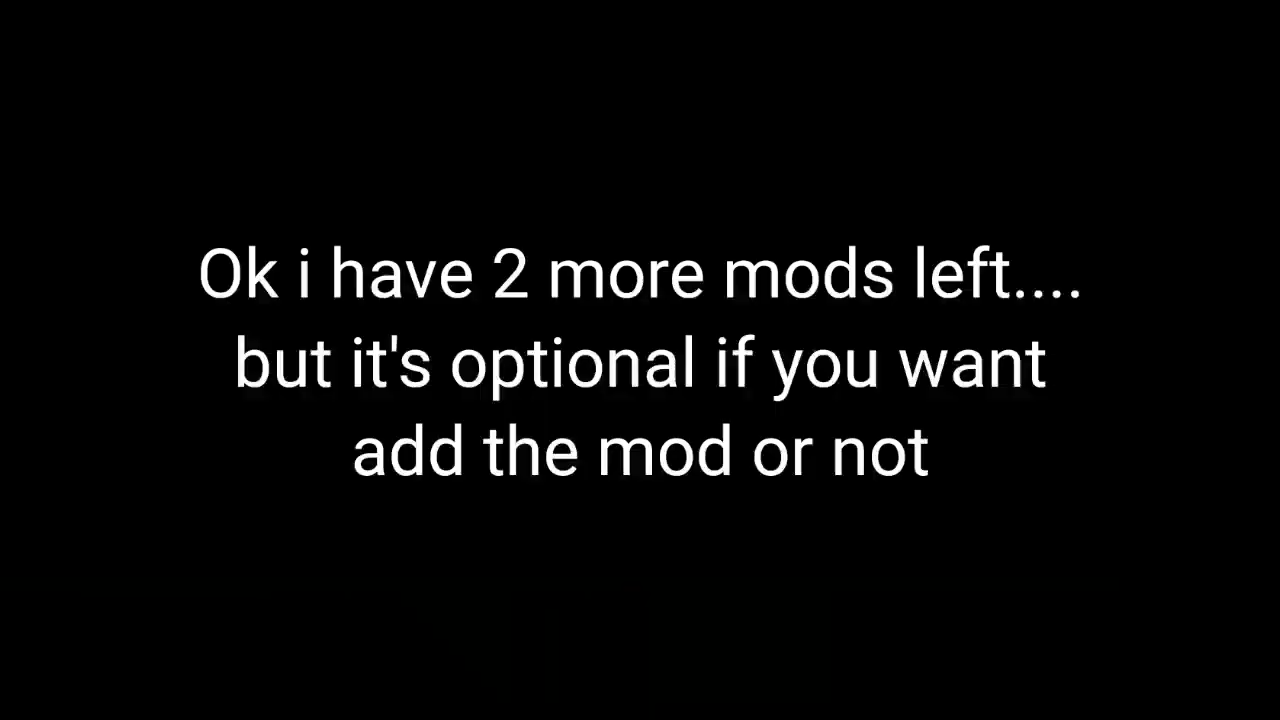 Ok i have 2 more mods left....
but it's optional if you want
add the mod or not